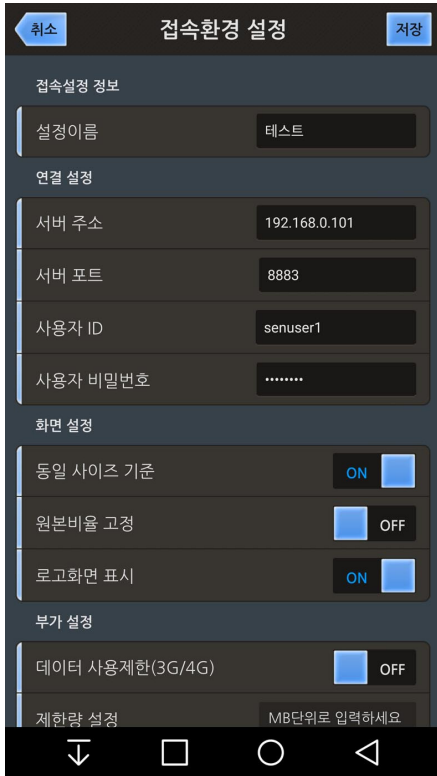 취소 접속환경 설정 저장
접속설정 정보
설정이름 테스트
연결 설정
서버 주소 192.168.0.101
서버 포트 8883
사용자 ID senuser1
사용자 비밀번호 ••••••••
화면 설정
동일 사이즈 기준 ON
원본비율 고정 OFF
로고화면 표시 ON
부가 설정
데이터 사용제한(3G/4G) OFF
제한량 설정 MB단위로 입력하세요